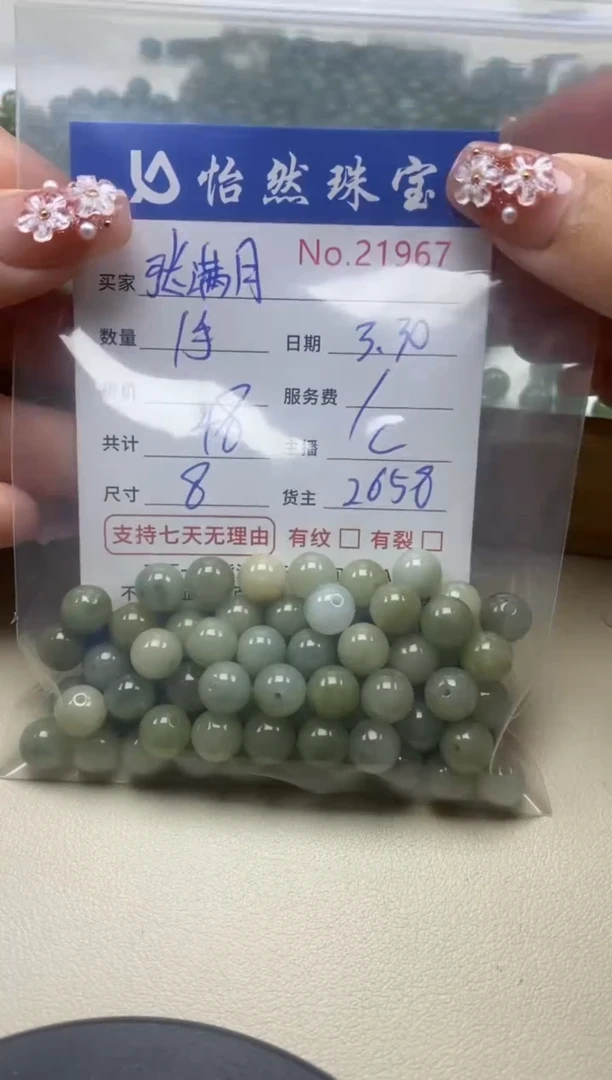 怡然珠宝
No.21967
买家 张满月
数量 1手 日期 3.30
服务费 /
共计 48 主播 C
尺寸 8 货主 2658
支持七天无理由 有纹 □ 有裂 □